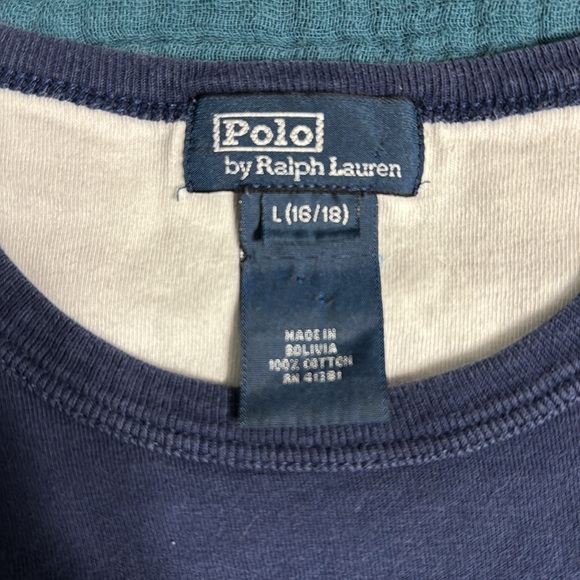 Polo
by Ralph Lauren
L (16/18)
MADE IN
BOLIVIA
100% COTTON
RN 41381